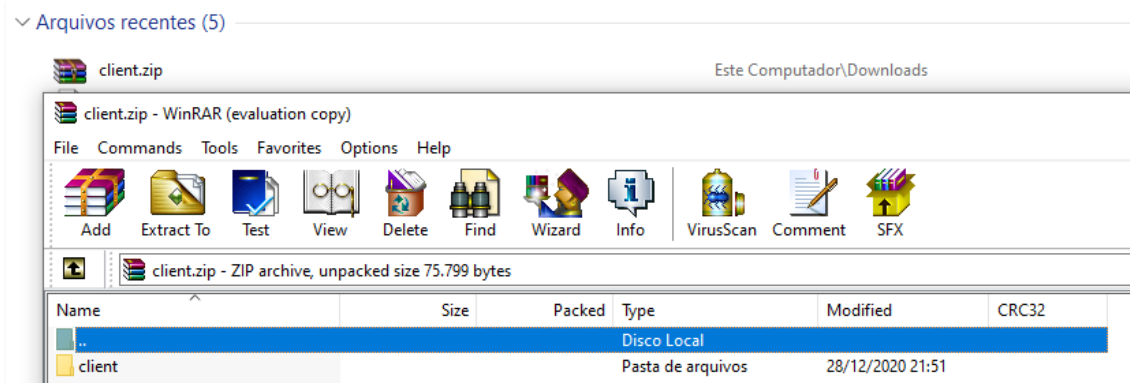 Arquivos recentes (5)
client.zip Este Computador\Downloads
client.zip - WinRAR (evaluation copy)
File Commands Tools Favorites Options Help
Add Extract To Test View Delete Find Wizard Info VirusScan Comment SFX
client.zip - ZIP archive, unpacked size 75.799 bytes
Name Size Packed Type Modified CRC32
.. Disco Local
client Pasta de arquivos 28/12/2020 21:51